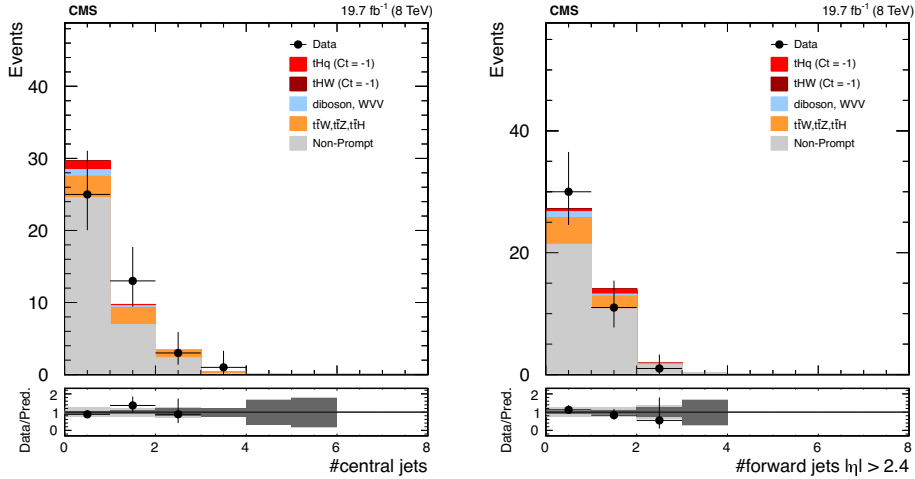 CMS 19.7 fb⁻¹ (8 TeV)
Events
40
30
20
10
0
Data
tHq (Ct = -1)
tHW (Ct = -1)
diboson, WVV
tt̄W,tt̄Z,tt̄H
Non-Prompt
Data/Pred.
2
1
0
0 2 4 6 8
#central jets
CMS 19.7 fb⁻¹ (8 TeV)
Events
40
20
0
Data
tHq (Ct = -1)
tHW (Ct = -1)
diboson, WVV
tt̄W,tt̄Z,tt̄H
Non-Prompt
Data/Pred.
2
1
0
0 2 4 6 8
#forward jets |η| > 2.4